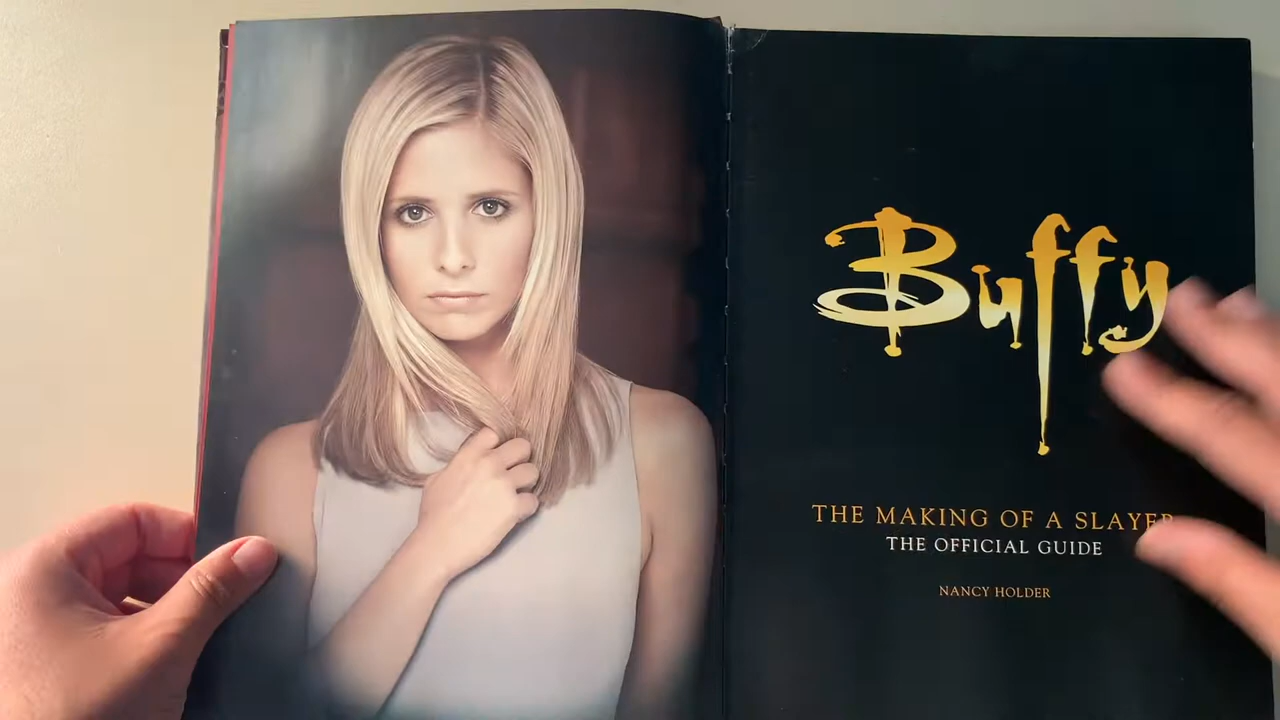 Buffy
THE MAKING OF A SLAYER
THE OFFICIAL GUIDE
NANCY HOLDER